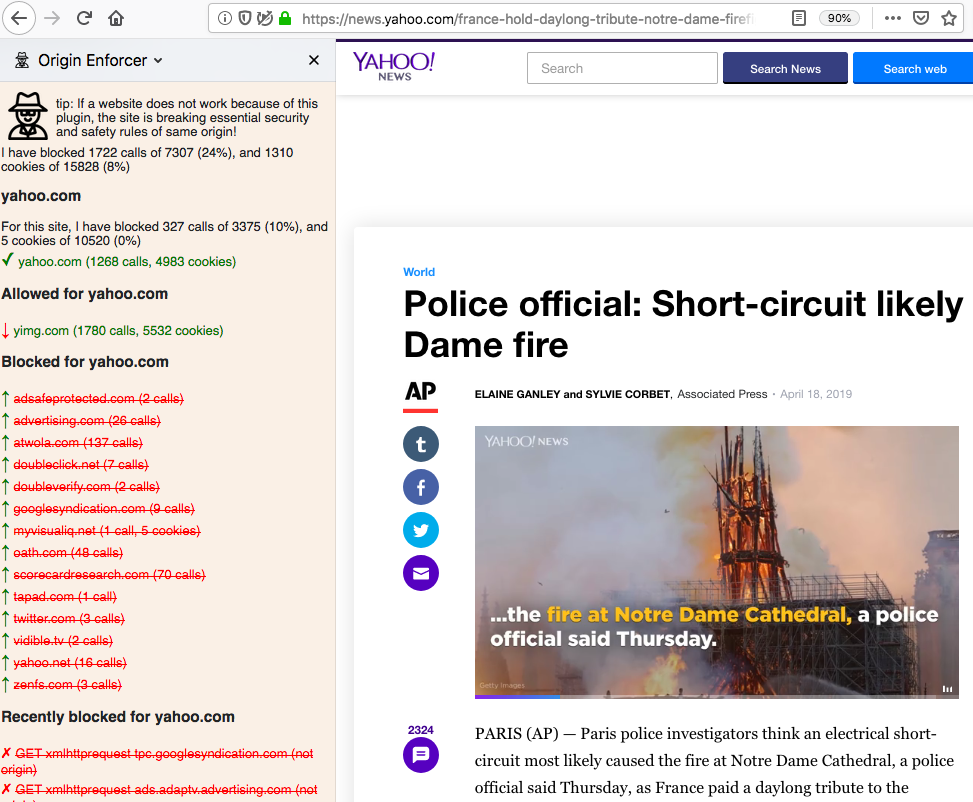 https://news.yahoo.com/france-hold-daylong-tribute-notre-dame-firefi
90%
Origin Enforcer
tip: If a website does not work because of this
plugin, the site is breaking essential security
and safety rules of same origin!
I have blocked 1722 calls of 7307 (24%), and 1310
cookies of 15828 (8%)
yahoo.com
For this site, I have blocked 327 calls of 3375 (10%), and
5 cookies of 10520 (0%)
✓ yahoo.com (1268 calls, 4983 cookies)
Allowed for yahoo.com
↓ yimg.com (1780 calls, 5532 cookies)
Blocked for yahoo.com
↑ adsafeprotected.com (2 calls)
↑ advertising.com (26 calls)
↑ atwola.com (137 calls)
↑ doubleclick.net (7 calls)
↑ doubleverify.com (2 calls)
↑ googlesyndication.com (9 calls)
↑ myvisualiq.net (1 call, 5 cookies)
↑ oath.com (48 calls)
↑ scorecardresearch.com (70 calls)
↑ tapad.com (1 call)
↑ twitter.com (3 calls)
↑ vidible.tv (2 calls)
↑ yahoo.net (16 calls)
↑ zenfs.com (3 calls)
Recently blocked for yahoo.com
✗ GET xmlhttprequest tpc.googlesyndication.com (not
origin)
✗ GET xmlhttprequest ads.adaptv.advertising.com (not
YAHOO!
NEWS
Search
Search News
Search web
World
Police official: Short-circuit likely
Dame fire
AP
ELAINE GANLEY and SYLVIE CORBET, Associated Press • April 18, 2019
YAHOO! NEWS
...the fire at Notre Dame Cathedral, a police
official said Thursday.
Getty Images
2324
PARIS (AP) — Paris police investigators think an electrical short-
circuit most likely caused the fire at Notre Dame Cathedral, a police
official said Thursday, as France paid a daylong tribute to the